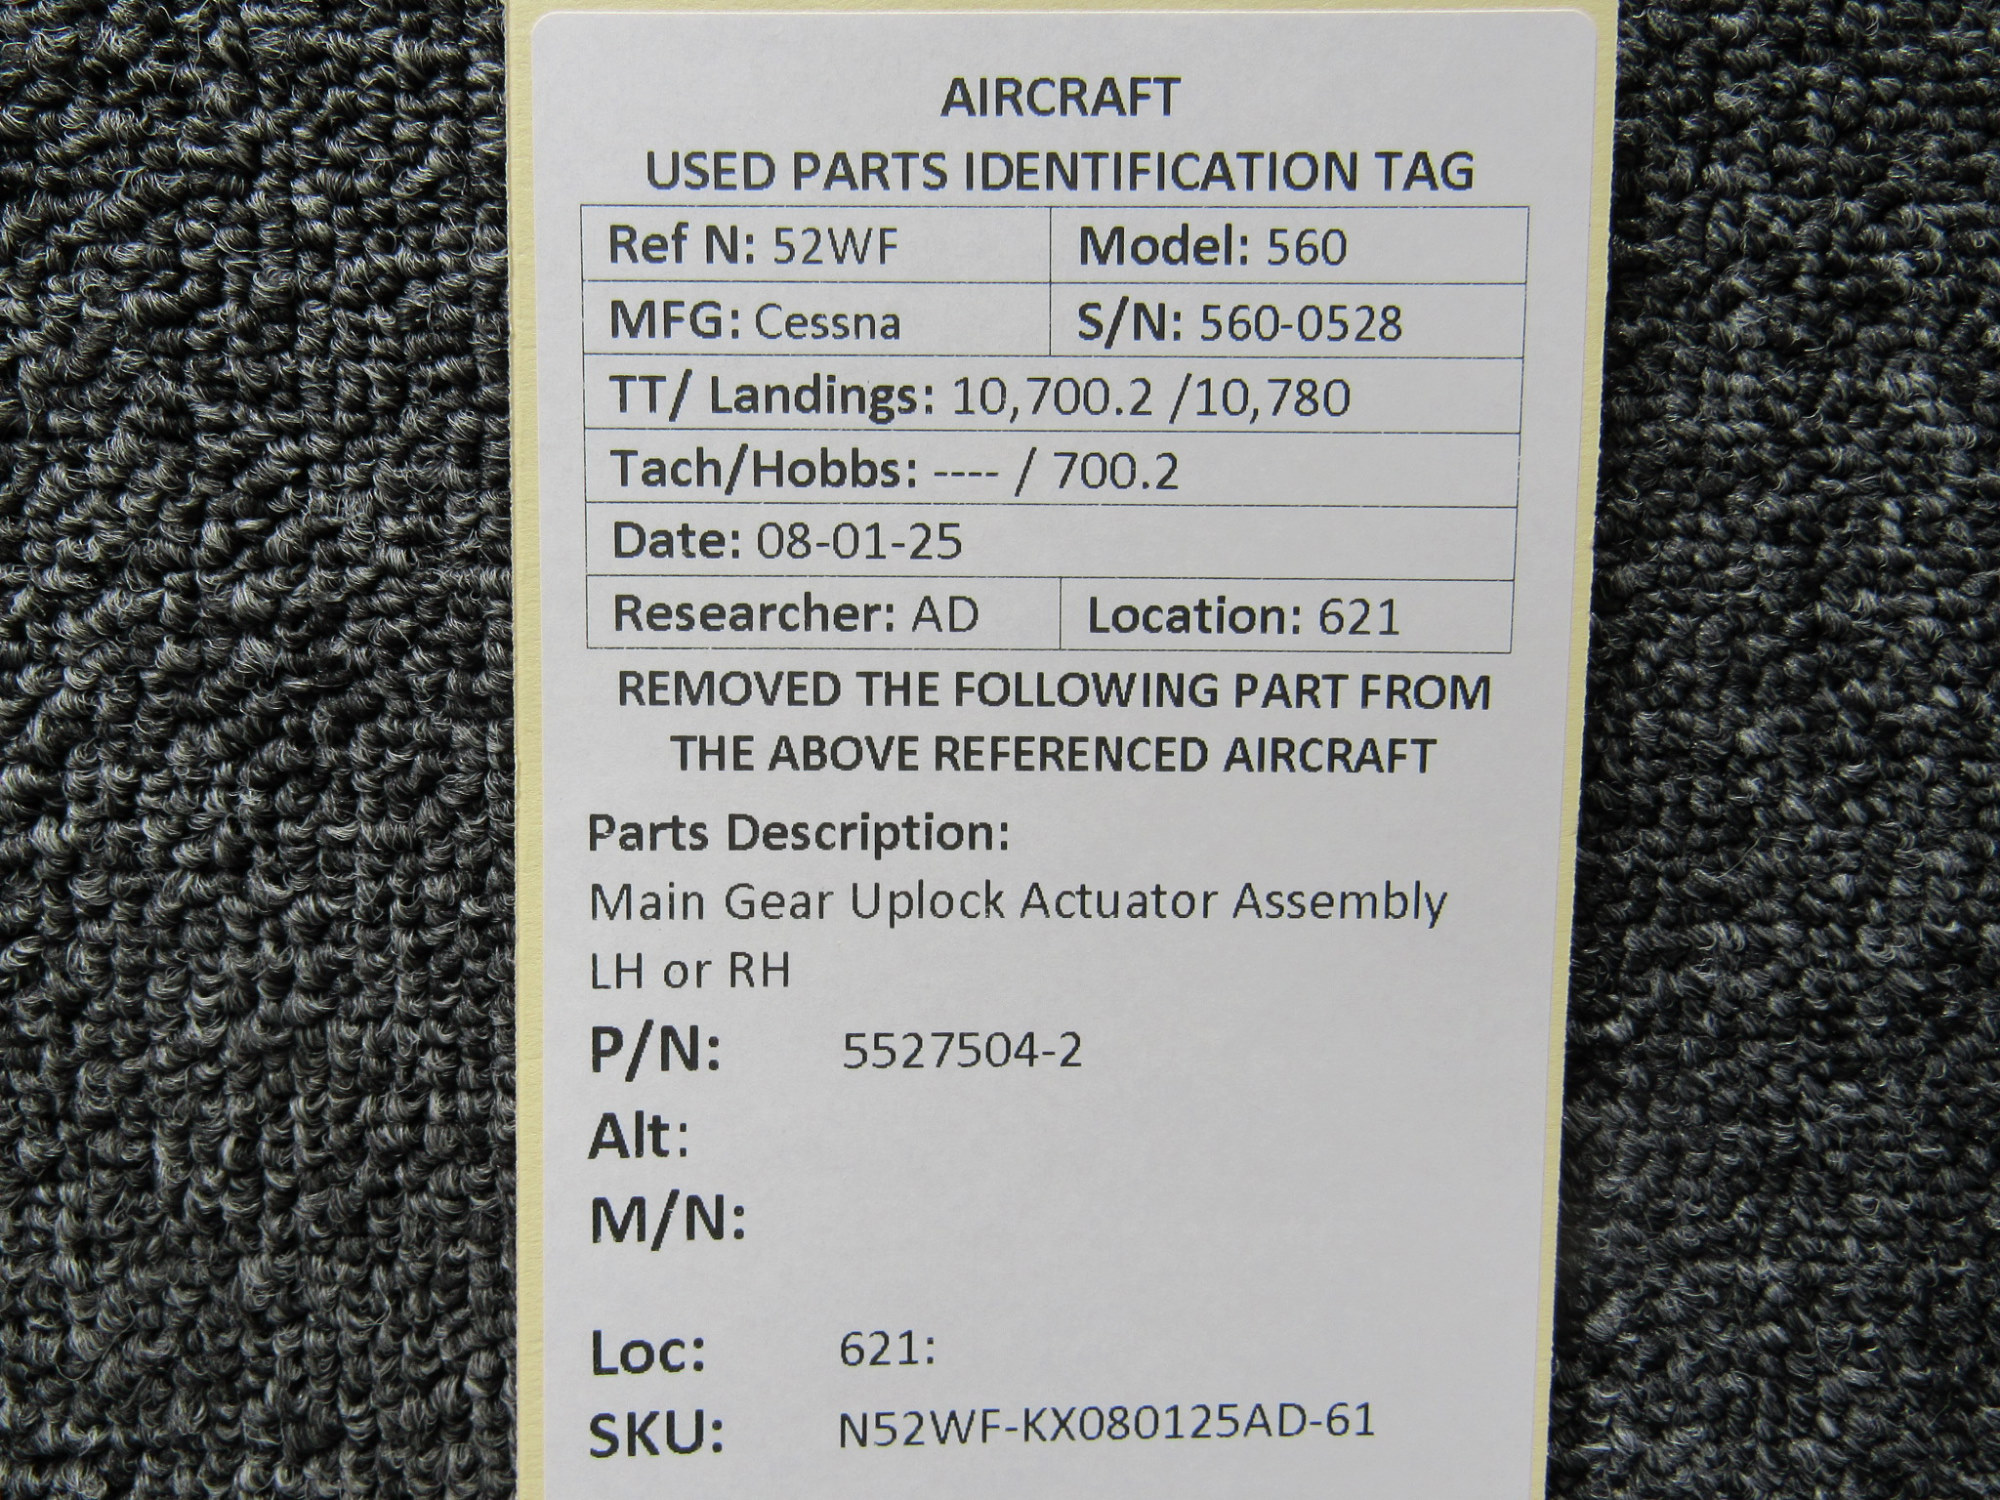 AIRCRAFT
USED PARTS IDENTIFICATION TAG
Ref N: 52WF Model: 560
MFG: Cessna S/N: 560-0528
TT/ Landings: 10,700.2 /10,780
Tach/Hobbs: ---- / 700.2
Date: 08-01-25
Researcher: AD Location: 621
REMOVED THE FOLLOWING PART FROM
THE ABOVE REFERENCED AIRCRAFT
Parts Description:
Main Gear Uplock Actuator Assembly
LH or RH
P/N: 5527504-2
Alt:
M/N:
Loc: 621:
SKU: N52WF-KX080125AD-61